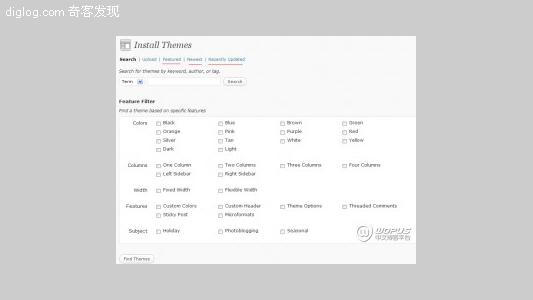 diglog.com 奇客发现
Install Themes
Search | Upload | Featured | Newest | Recently Updated
Search for themes by keyword, author, or tag.
Term Search
Feature Filter
Find a theme based on specific features
Colors Black Blue Brown Green
Orange Pink Purple Red
Silver Tan White Yellow
Dark Light
Columns One Column Two Columns Three Columns Four Columns
Left Sidebar Right Sidebar
Width Fixed Width Flexible Width
Features Custom Colors Custom Header Theme Options Threaded Comments
Sticky Post Microformats
Subject Holiday Photoblogging Seasonal
WOPUS
中文博客平台
Find Themes